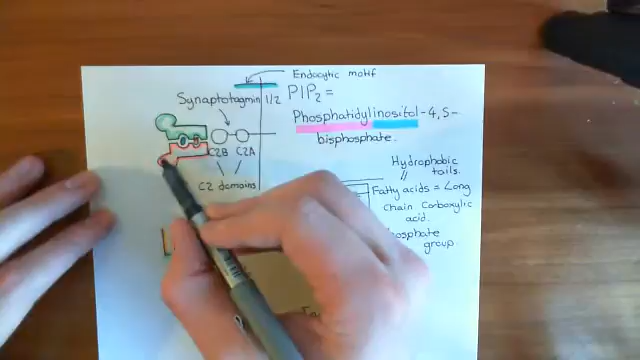 Endocytic motif
Synaptotagmin 1/2
PIP2 =
Phosphatidylinositol-4,5-
bisphosphate.
C2B C2A
C2 domains
Hydrophobic
tails.
Fatty acids = Long
chain Carboxylic
acid.
group.